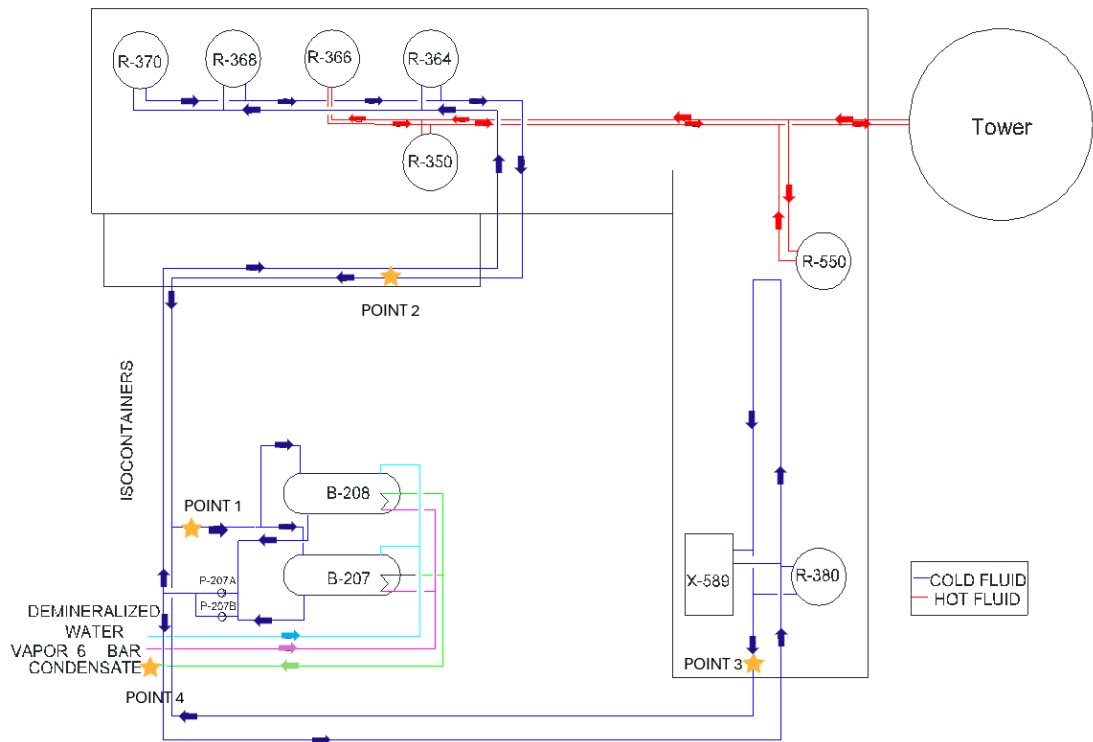 R-370
R-368
R-366
R-364
R-350
Tower
R-550
POINT 2
ISOCONTAINERS
B-208
POINT 1
B-207
P-207A
P-207B
X-589
R-380
COLD FLUID
HOT FLUID
DEMINERALIZED
WATER
VAPOR 6 BAR
CONDENSATE
POINT 3
POINT 4